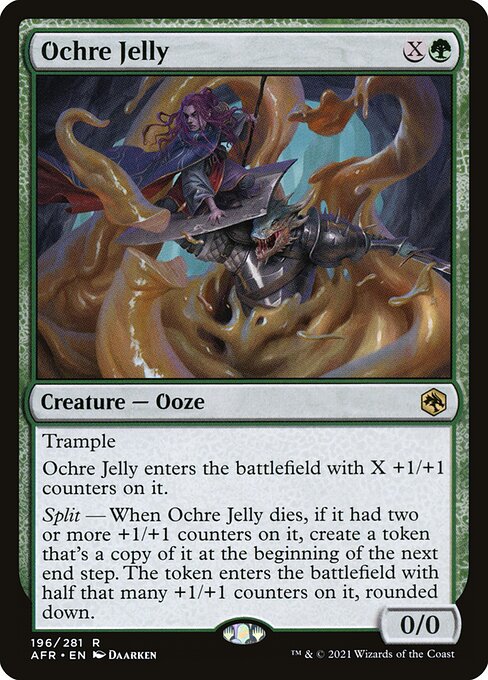 Ochre Jelly X
Creature — Ooze
Trample
Ochre Jelly enters the battlefield with X +1/+1
counters on it.
Split — When Ochre Jelly dies, if it had two
or more +1/+1 counters on it, create a token
that's a copy of it at the beginning of the next
end step. The token enters the battlefield with
half that many +1/+1 counters on it, rounded
down.
0/0
196/281 R
AFR • EN Daarken
™ & © 2021 Wizards of the Coast